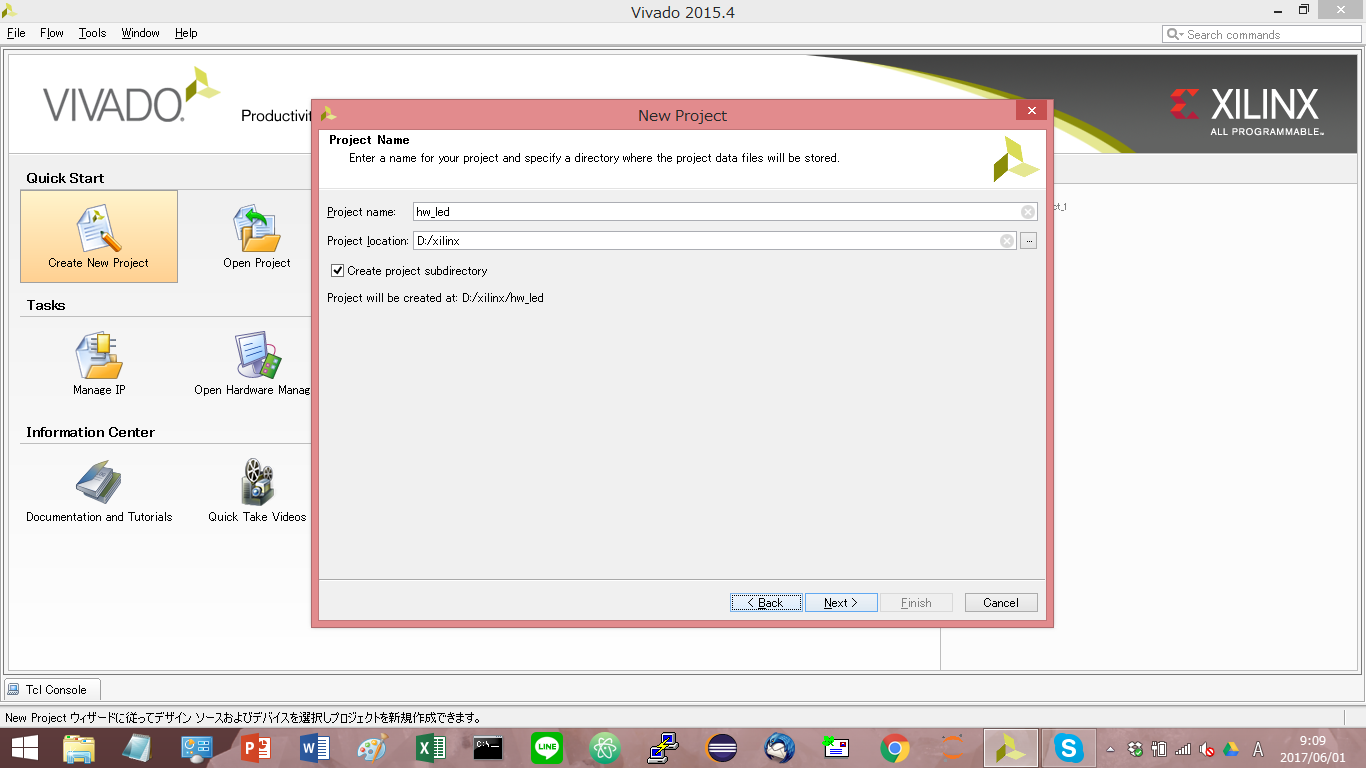 Vivado 2015.4
File Flow Tools Window Help
Search commands
VIVADO.
Productivit
XILINX
ALL PROGRAMMABLE™
New Project
Project Name
Enter a name for your project and specify a directory where the project data files will be stored.
Quick Start
Create New Project
Open Project
Project name: hw_led
Project location: D:/xilinx
...
Create project subdirectory
Project will be created at: D:/xilinx/hw_led
ct_1
Tasks
Manage IP
Open Hardware Manag
Information Center
Documentation and Tutorials
Quick Take Videos
< Back
Next >
Finish
Cancel
Tcl Console
New Project ウィザードに従ってデザイン ソースおよびデバイスを選択しプロジェクトを新規作成できます。
LINE
A
9:09
2017/06/01